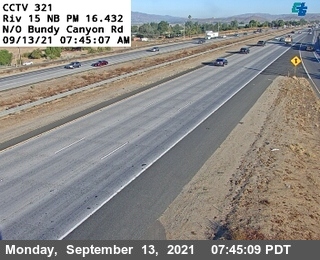 CCTV 321
Riv 15 NB PM 16.432
N/O Bundy Canyon Rd
09/13/21 07:45:07 AM
Monday, September 13, 2021 07:45:09 PDT